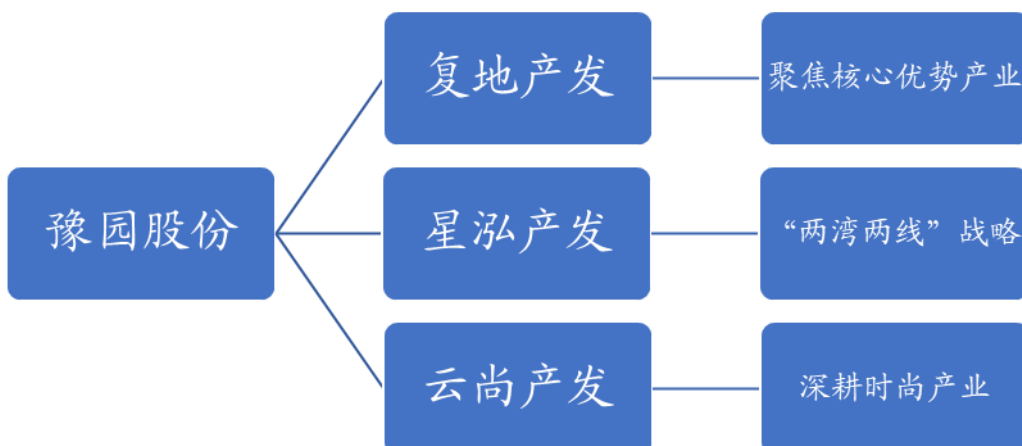 复地产发
聚焦核心优势产业
豫园股份
星泓产发
“两湾两线”战略
云尚产发
深耕时尚产业